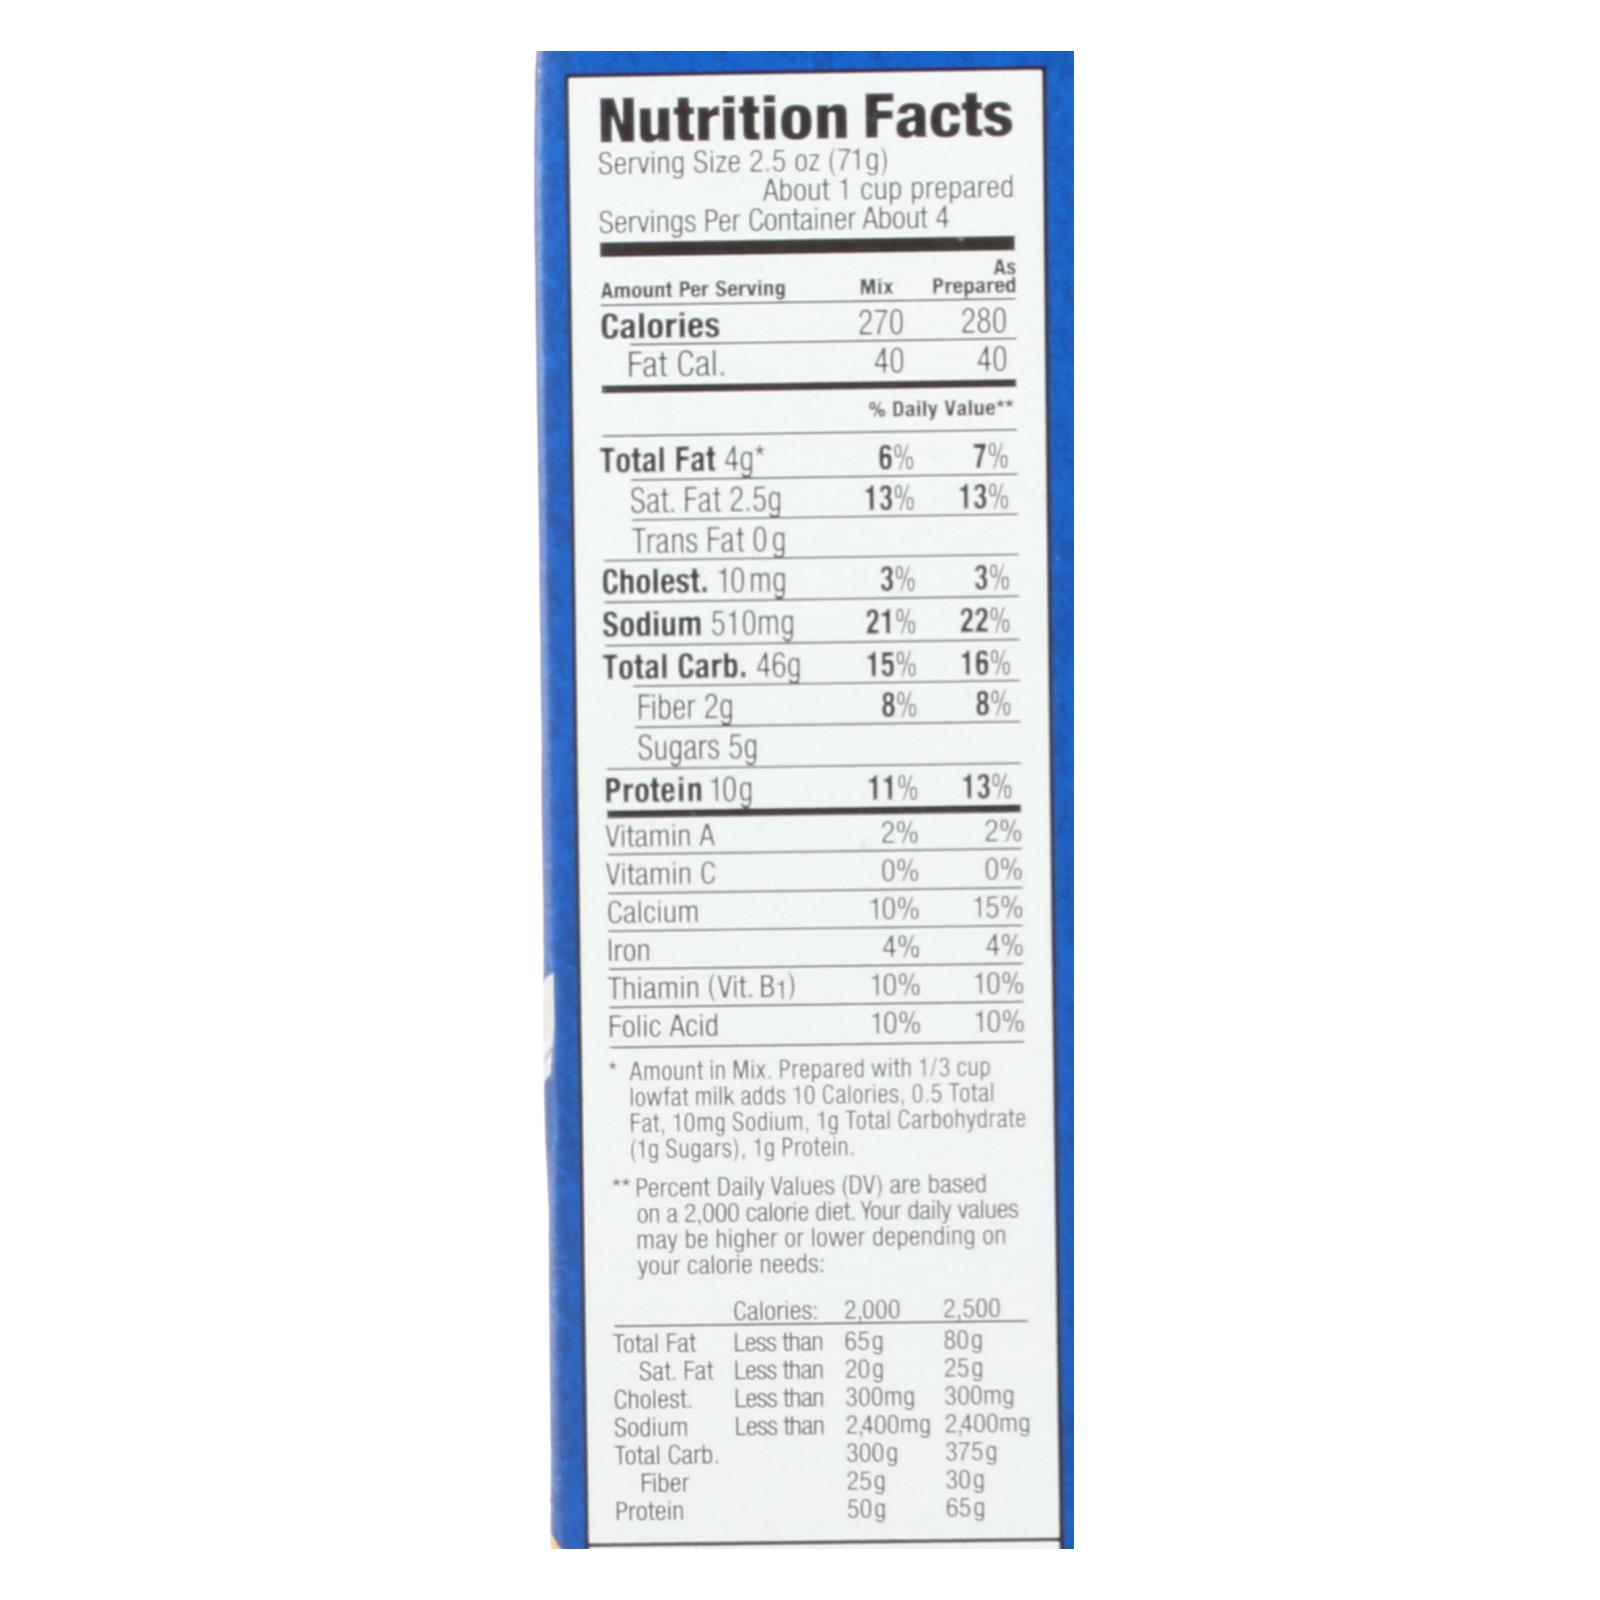 Nutrition Facts
Serving Size 2.5 oz (71g)
About 1 cup prepared
Servings Per Container About 4
As
Amount Per Serving Mix Prepared
Calories 270 280
Fat Cal. 40 40
% Daily Value**
Total Fat 4g* 6% 7%
Sat. Fat 2.5g 13% 13%
Trans Fat 0g
Cholest. 10mg 3% 3%
Sodium 510mg 21% 22%
Total Carb. 46g 15% 16%
Fiber 2g 8% 8%
Sugars 5g
Protein 10g 11% 13%
Vitamin A 2% 2%
Vitamin C 0% 0%
Calcium 10% 15%
Iron 4% 4%
Thiamin (Vit. B1) 10% 10%
Folic Acid 10% 10%
* Amount in Mix. Prepared with 1/3 cup
lowfat milk adds 10 Calories, 0.5 Total
Fat, 10mg Sodium, 1g Total Carbohydrate
(1g Sugars), 1g Protein.
** Percent Daily Values (DV) are based
on a 2,000 calorie diet. Your daily values
may be higher or lower depending on
your calorie needs:
Calories: 2,000 2,500
Total Fat Less than 65g 80g
Sat. Fat Less than 20g 25g
Cholest. Less than 300mg 300mg
Sodium Less than 2,400mg 2,400mg
Total Carb. 300g 375g
Fiber 25g 30g
Protein 50g 65g